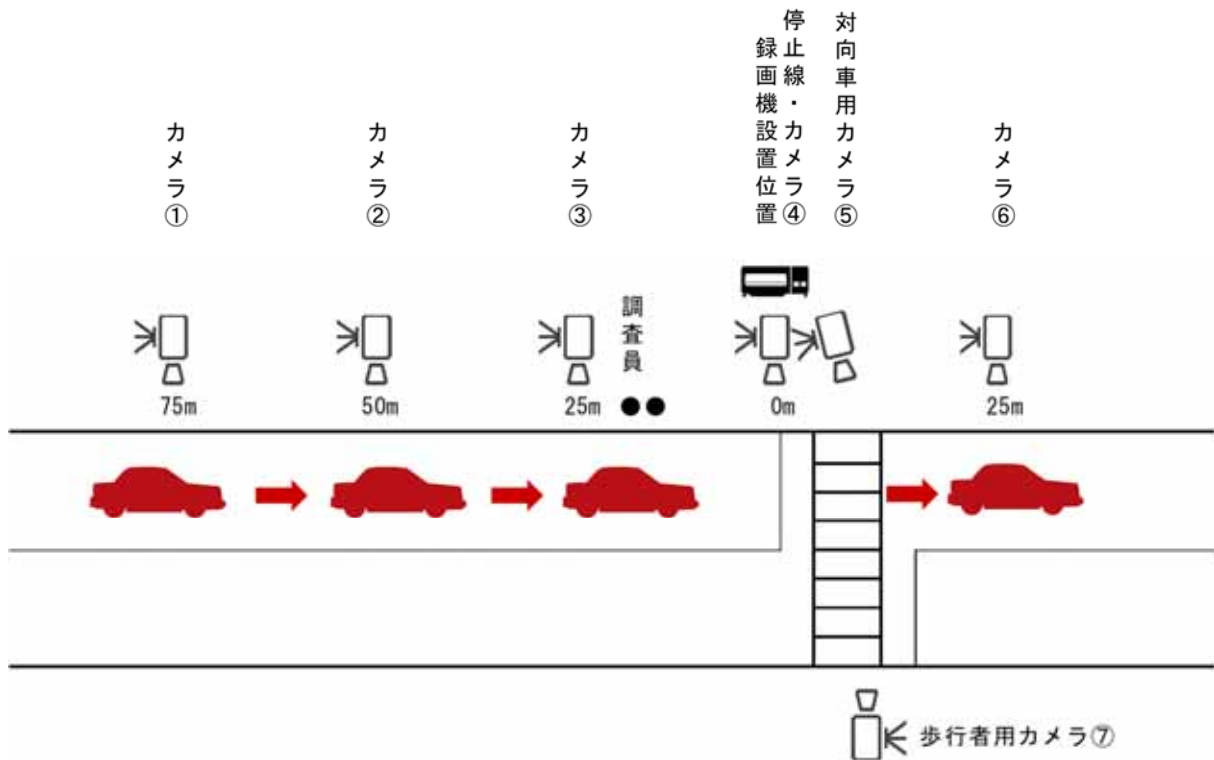 カメラ①
カメラ②
カメラ③
停止線・カメラ④
録画機設置位置
対向車用カメラ⑤
カメラ⑥
調査員
75m
50m
25m
0m
25m
歩行者用カメラ⑦